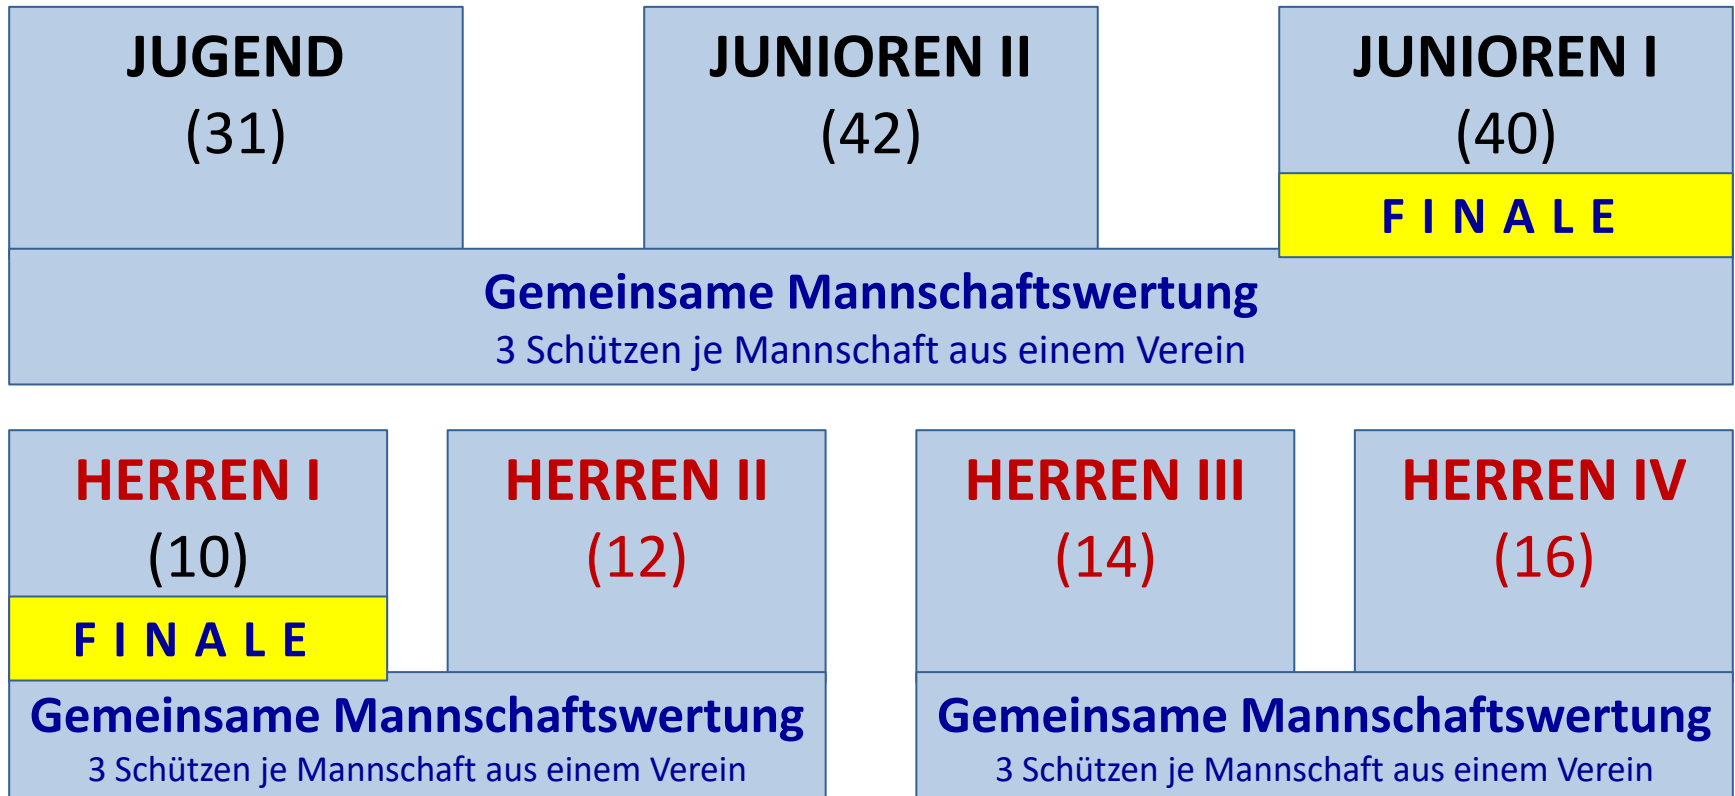 JUGEND
(31)
JUNIOREN II
(42)
JUNIOREN I
(40)
F I N A L E
Gemeinsame Mannschaftswertung
3 Schützen je Mannschaft aus einem Verein
HERREN I
(10)
F I N A L E
HERREN II
(12)
Gemeinsame Mannschaftswertung
3 Schützen je Mannschaft aus einem Verein
HERREN III
(14)
HERREN IV
(16)
Gemeinsame Mannschaftswertung
3 Schützen je Mannschaft aus einem Verein